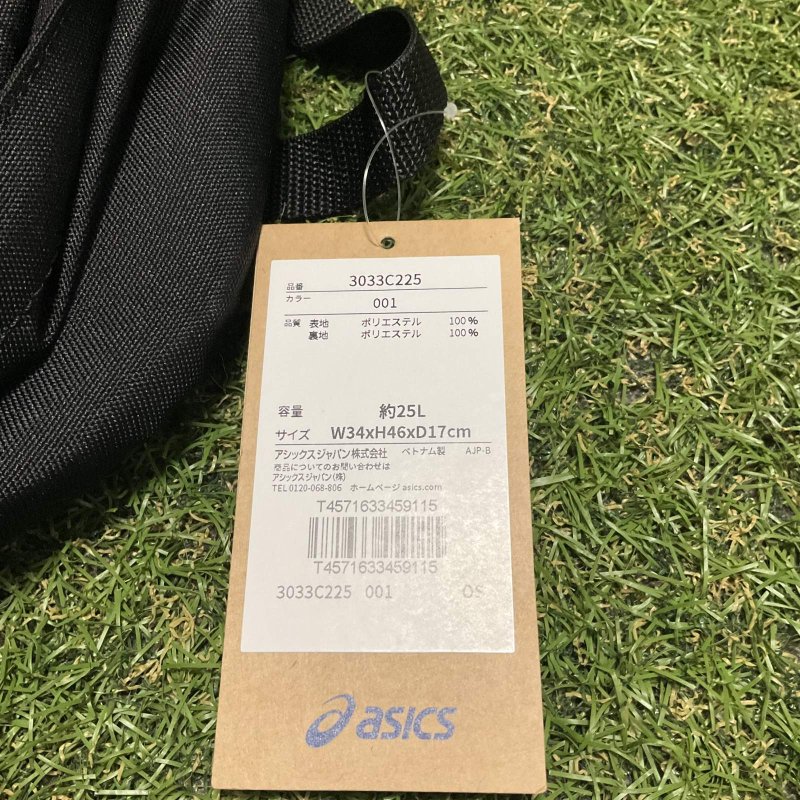 品番 3033C225
カラー 001
品質 表地 ポリエステル 100%
裏地 ポリエステル 100%
容量 約25L
サイズ W34xH46xD17cm
アシックスジャパン株式会社 ベトナム製 AJP-B
商品についてのお問い合わせは
アシックスジャパン(株)
TEL 0120-068-806 ホームページ asics.com
T4571633459115
T4571633459115
3033C225 001 OS
asics